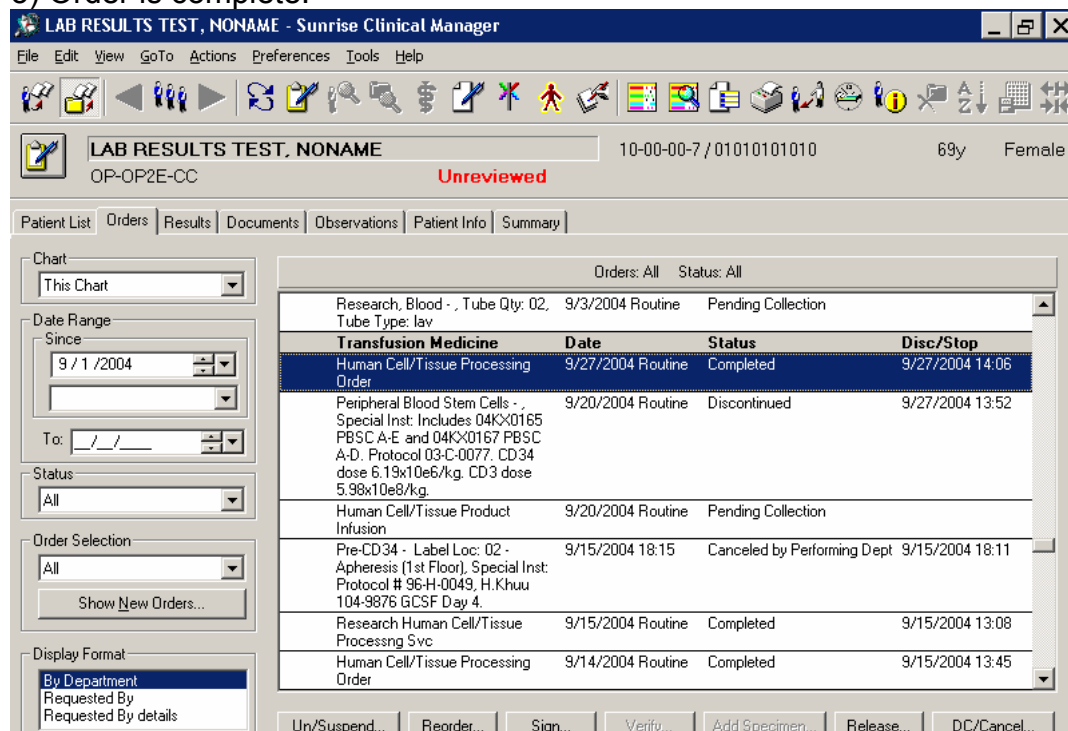 LAB RESULTS TEST, NONAME - Sunrise Clinical Manager
File Edit View GoTo Actions Preferences Tools Help
LAB RESULTS TEST, NONAME 10-00-00-7 / 01010101010 69y Female
OP-OP2E-CC Unreviewed
Patient List Orders Results Documents Observations Patient Info Summary
Chart
This Chart
Date Range
Since
9 / 1 /2004
To: __/__/____
Status
All
Order Selection
All
Show New Orders...
Display Format
By Department
Requested By
Requested By details
Orders: All Status: All
Research, Blood - , Tube Qty: 02, 9/3/2004 Routine Pending Collection
Tube Type: lav
Transfusion Medicine Date Status Disc/Stop
Human Cell/Tissue Processing 9/27/2004 Routine Completed 9/27/2004 14:06
Order
Peripheral Blood Stem Cells - , 9/20/2004 Routine Discontinued 9/27/2004 13:52
Special Inst: Includes 04KX0165
PBSC A-E and 04KX0167 PBSC
A-D. Protocol 03-C-0077. CD34
dose 6.19x10e6/kg. CD3 dose
5.98x10e8/kg.
Human Cell/Tissue Product 9/20/2004 Routine Pending Collection
Infusion
Pre-CD34 - Label Loc: 02 - 9/15/2004 18:15 Canceled by Performing Dept 9/15/2004 18:11
Apheresis (1st Floor), Special Inst:
Protocol # 96-H-0049, H.Khuu
104-9876 GCSF Day 4.
Research Human Cell/Tissue 9/15/2004 Routine Completed 9/15/2004 13:08
Processng Svc
Human Cell/Tissue Processing 9/14/2004 Routine Completed 9/15/2004 13:45
Order
Un/Suspend... Reorder... Sign... Verify... Add Specimen... Release... DC/Cancel...